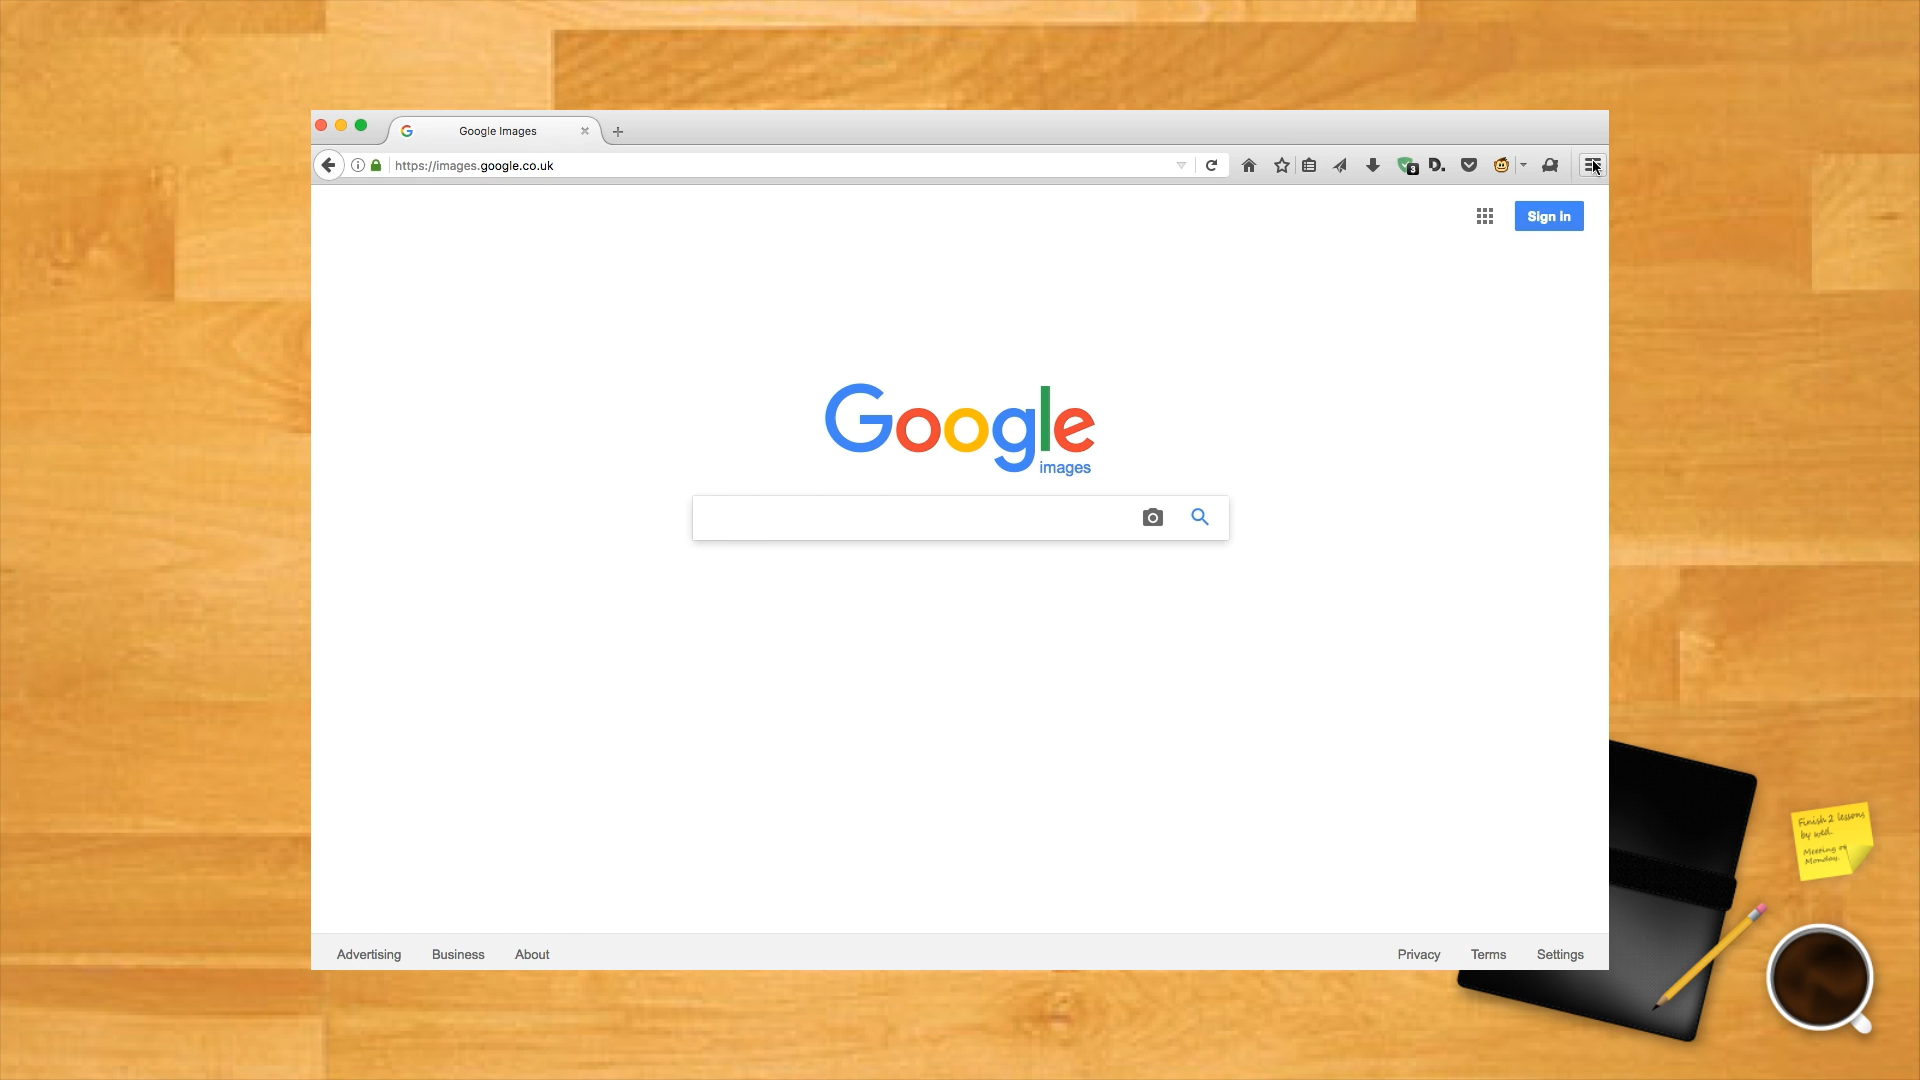 Google Images
https://images.google.co.uk
3
D.
Sign in
Google
images
Advertising
Business
About
Privacy
Terms
Settings
Finish 2 lessons
by wed.
Meeting on
Monday.